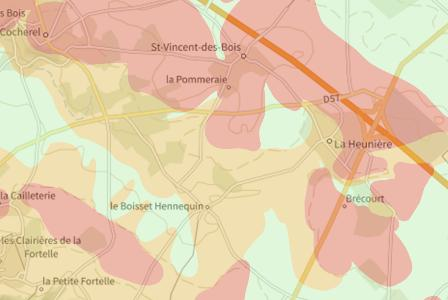 s Bois
Cocherel
St-Vincent-des-Bois
la Pommeraie
D57
La Heunière
la Cailleterie
le Boisset Hennequin
Brécourt
les Clairières de la
Fortelle
la Petite Fortelle